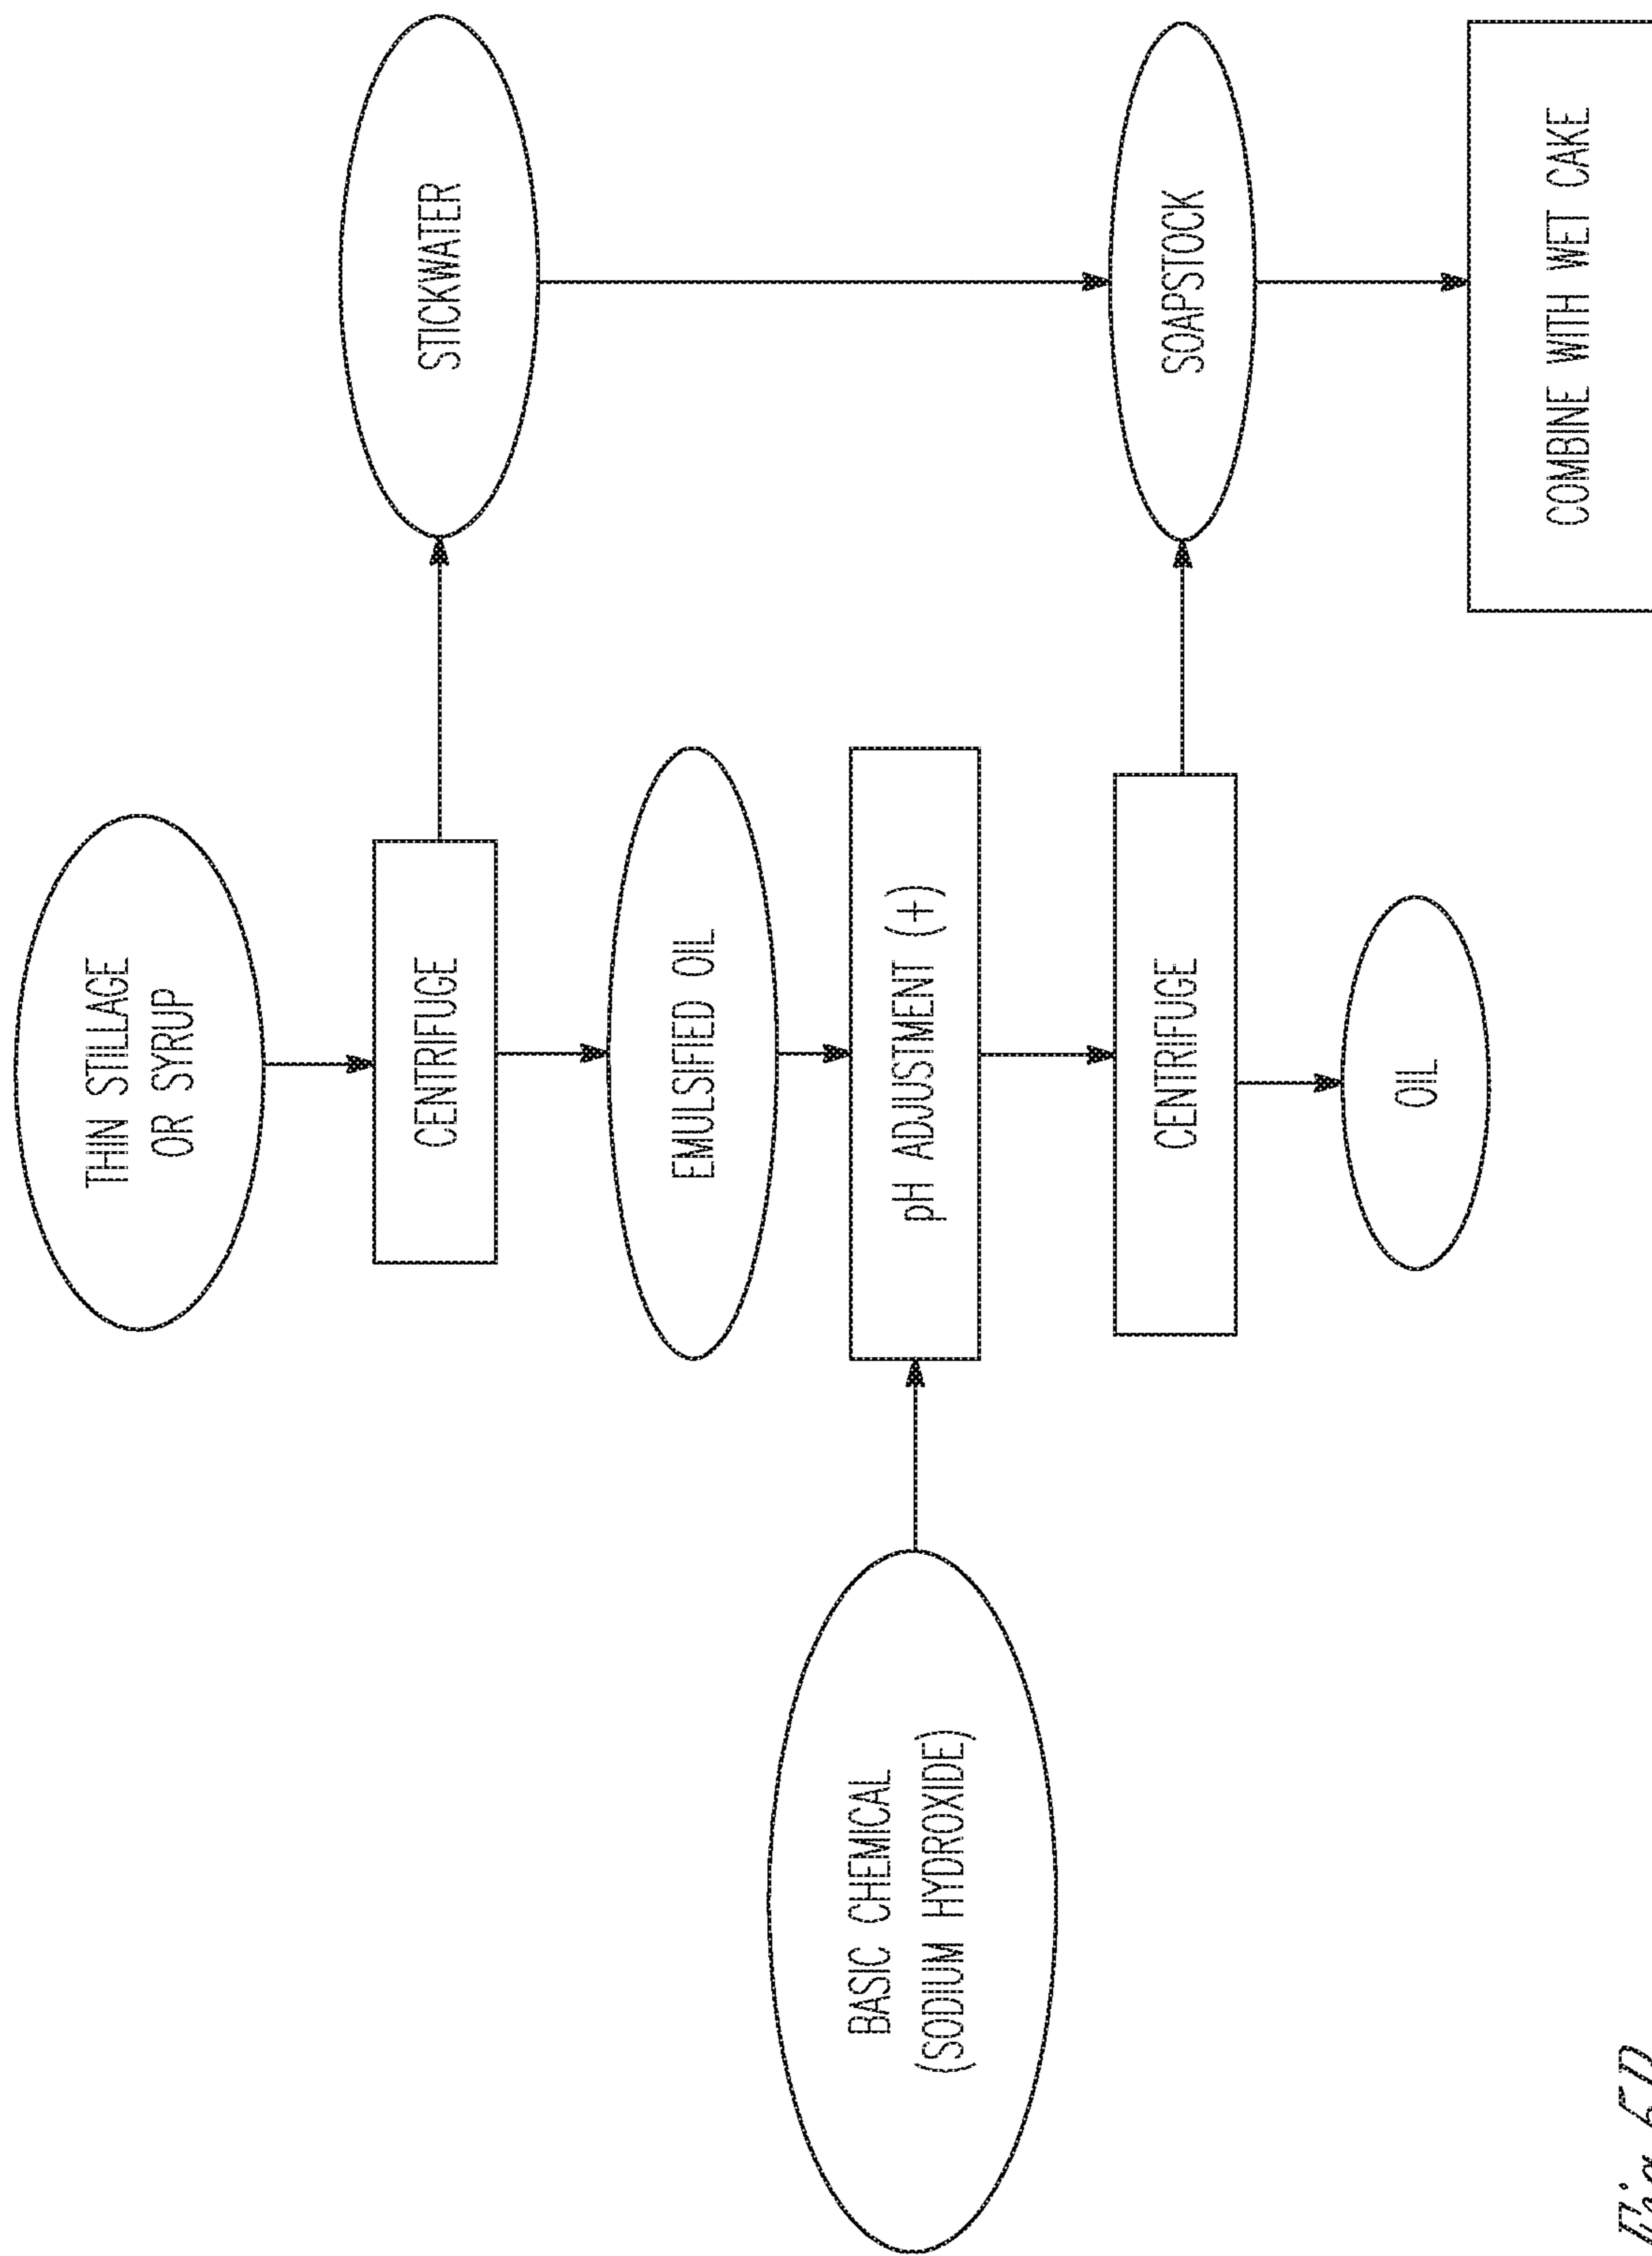 THIN STILLAGE
OR SYRUP
CENTRIFUGE
STICKWATER
EMULSIFIED OIL
BASIC CHEMICAL
(SODIUM HYDROXIDE)
pH ADJUSTMENT (+)
CENTRIFUGE
SOAPSTOCK
OIL
COMBINE WITH WET CAKE